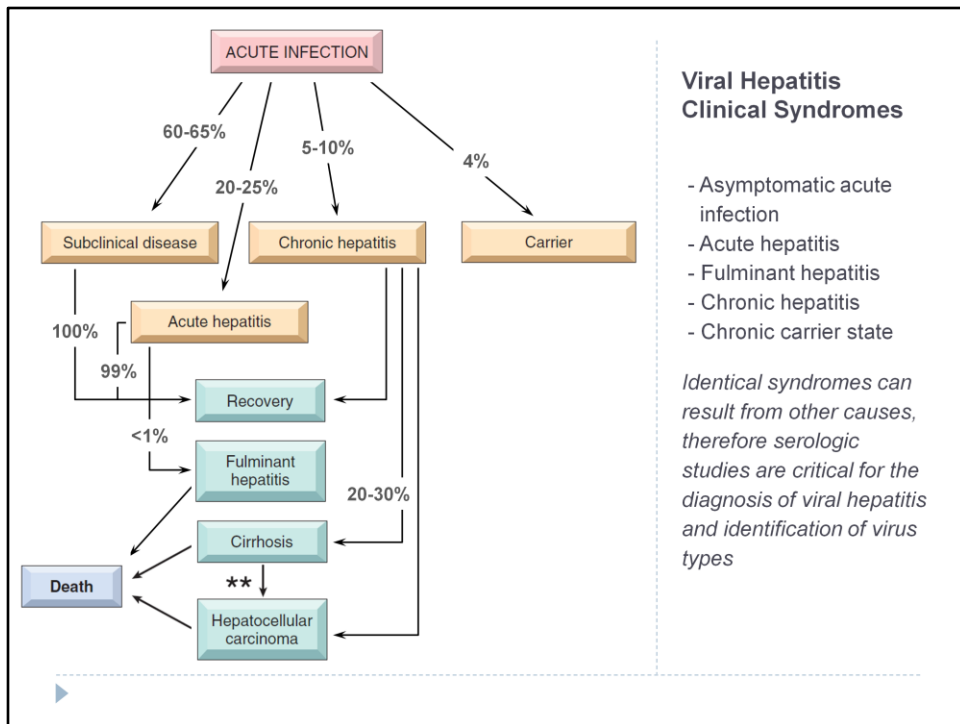 ACUTE INFECTION
60-65%
5-10%
4%
20-25%
Subclinical disease
Chronic hepatitis
Carrier
100%
Acute hepatitis
99%
Recovery
<1%
Fulminant
hepatitis
20-30%
Cirrhosis
**
Death
Hepatocellular
carcinoma
Viral Hepatitis
Clinical Syndromes
- Asymptomatic acute
infection
- Acute hepatitis
- Fulminant hepatitis
- Chronic hepatitis
- Chronic carrier state
Identical syndromes can
result from other causes,
therefore serologic
studies are critical for the
diagnosis of viral hepatitis
and identification of virus
types